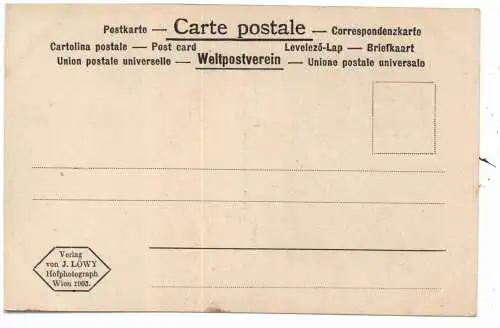 Postkarte — Carte postale — Correspondenzkarte
Cartolina postale — Post card Levelező-Lap — Briefkaart
Union postale universelle — Weltpostverein — Unione postale universale
Verlag
von J. LÖWY
Hofphotograph
Wien 1903.